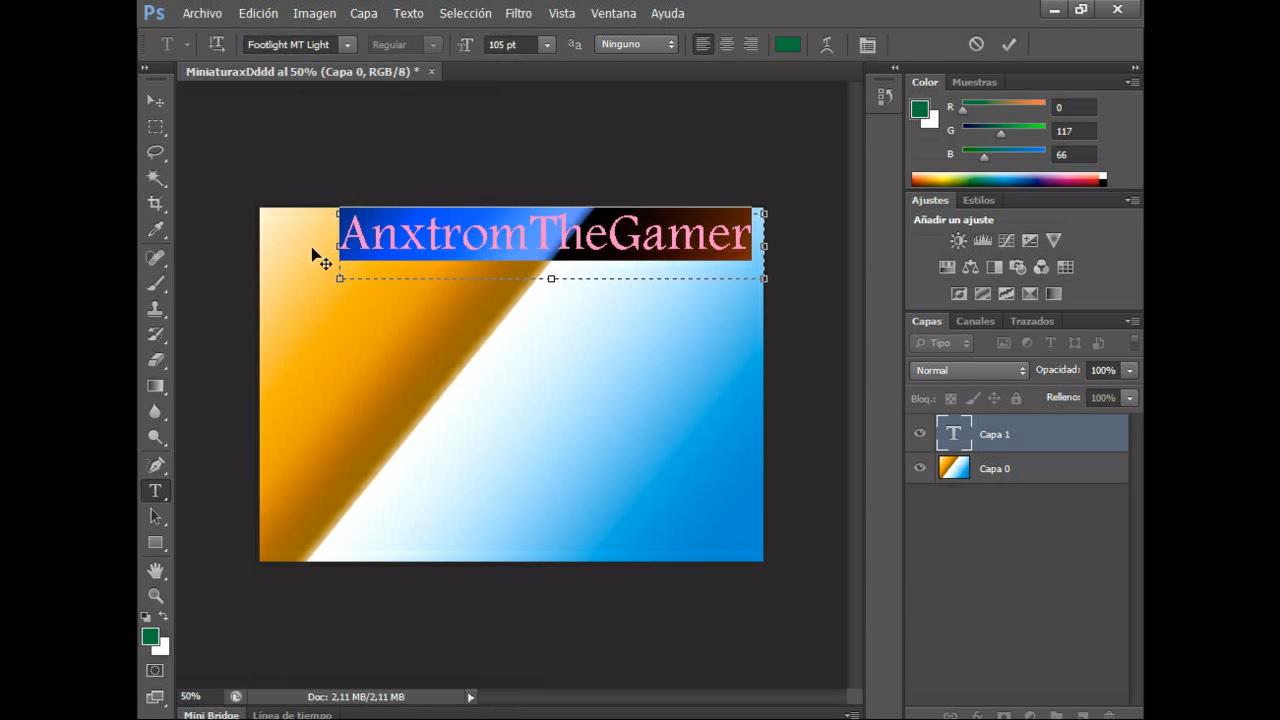 Ps Archivo Edición Imagen Capa Texto Selección Filtro Vista Ventana Ayuda
T Footlight MT Light Regular 105 pt Ninguno
MiniaturaxDddd al 50% (Capa 0, RGB/8) *
AnxtromTheGamer
Color Muestras
R 0
G 117
B 66
Ajustes Estilos
Añadir un ajuste
Capas Canales Trazados
Tipo
Normal Opacidad: 100%
Bloq.: Relleno: 100%
T Capa 1
Capa 0
50% Doc: 2,11 MB/2,11 MB
Mini Bridge Línea de tiempo